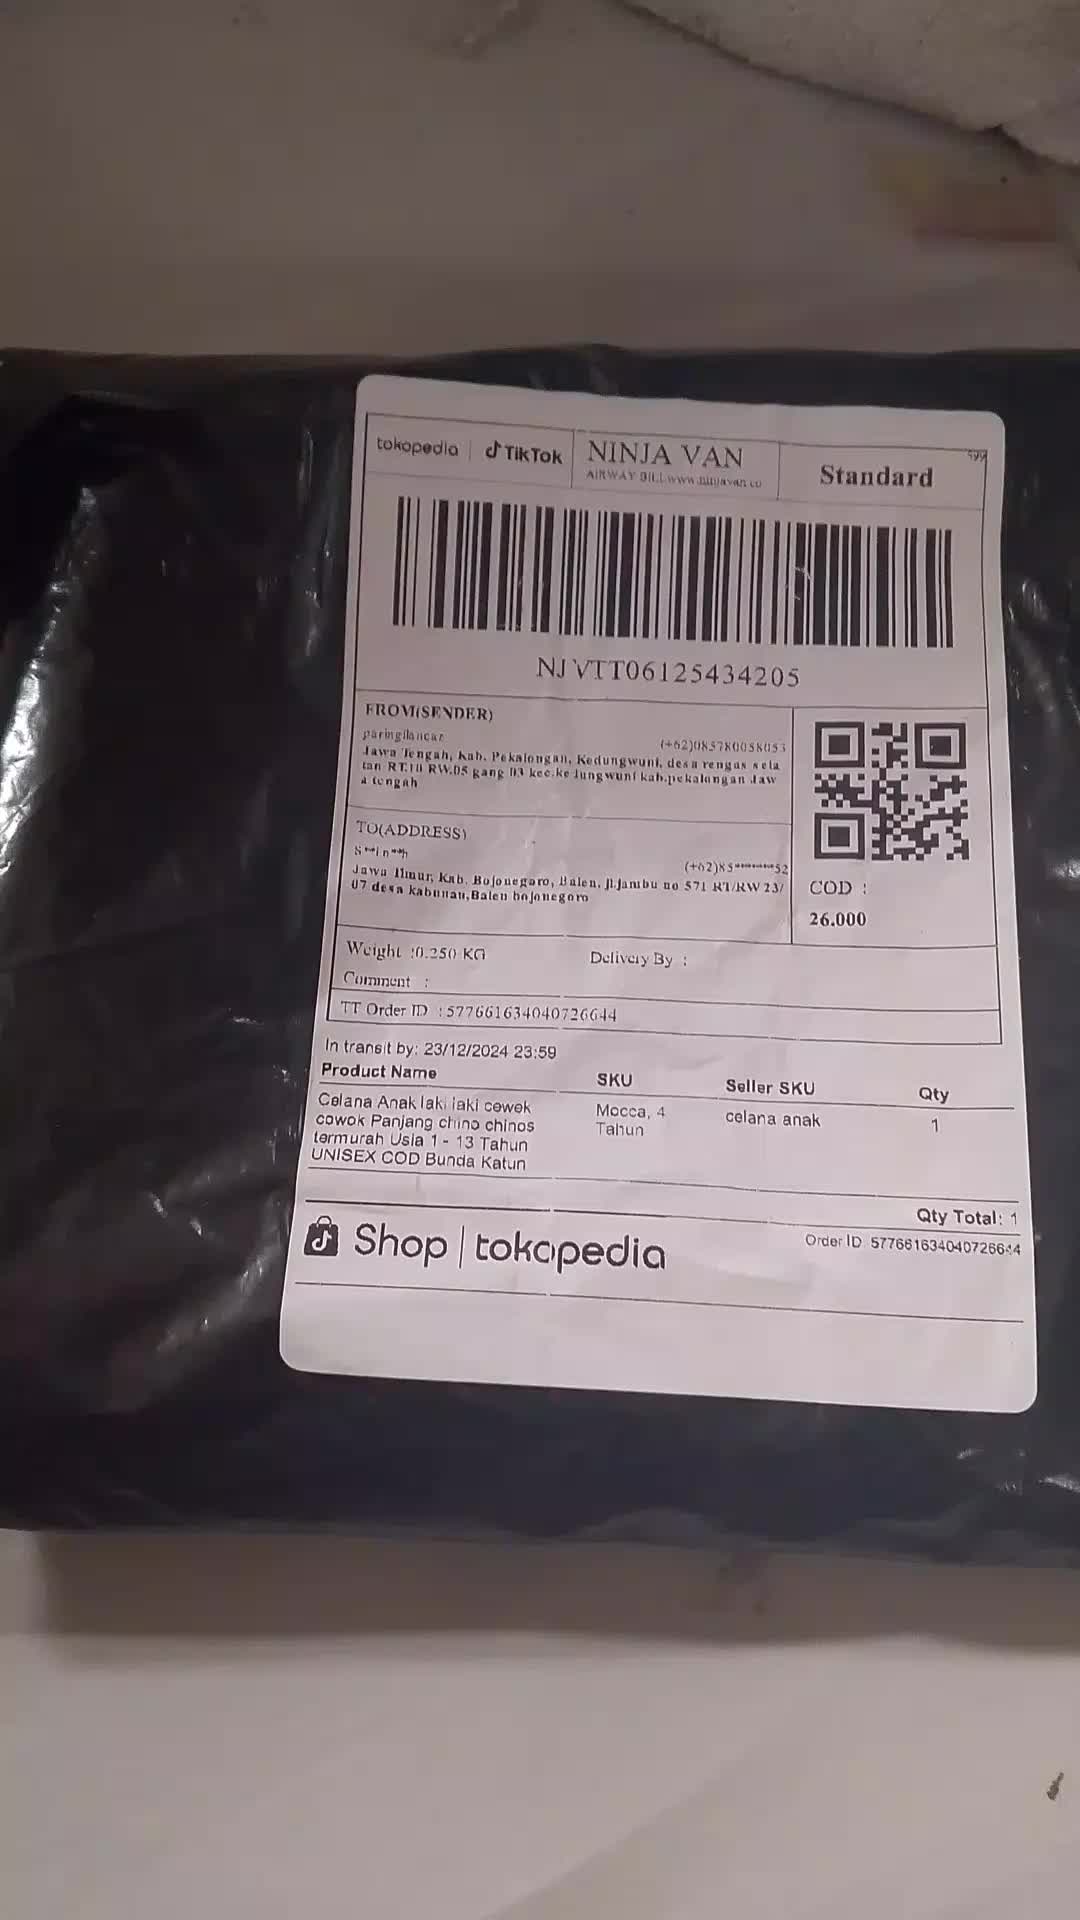 tokopedia | TikTok
NINJA VAN
AIRWAY BILL www.ninjavan.co
Standard
NJVTT06125434205
FROM(SENDER)
paringilancar
(+62)085780058053
Jawa Tengah, Kab. Pekalongan, Kedungwuni, desa rengas sela
tan RT.10 RW.05 gang 03 kec.ke lungwuni kab.pekalongan Jaw
a tengah
TO(ADDRESS)
S**in**h
(+62)85*******52
Jawa Timur, Kab. Bojonegoro, Balen, jl.jambu no 571 RT/RW 23/
07 desa kabunan,Balen bojonegoro
COD :
26.000
Weight :0.250 KG
Delivery By :
Comment :
TT Order ID : 577661634040726644
In transit by: 23/12/2024 23:59
Product Name SKU Seller SKU Qty
Celana Anak laki laki cewek
cowok Panjang chino chinos
termurah Usia 1 - 13 Tahun
UNISEX COD Bunda Katun
Mocca, 4
Tahun
celana anak
1
Qty Total: 1
Shop | tokopedia
Order ID 577661634040726644